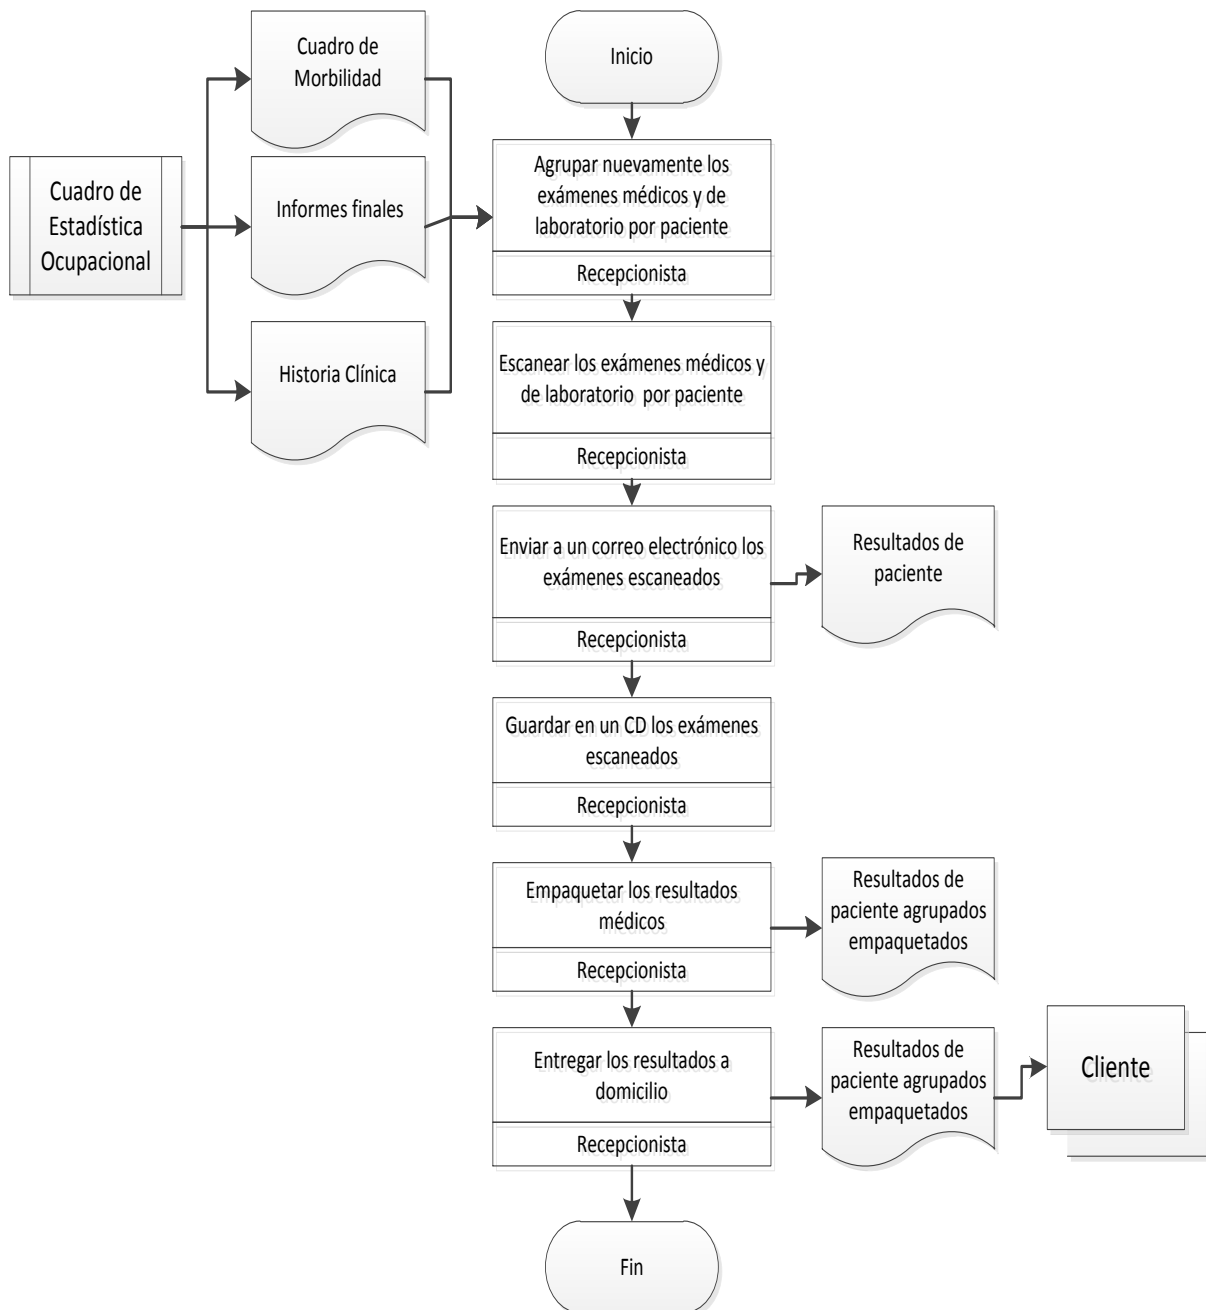 Cuadro de
Morbilidad
Inicio
Cuadro de
Estadística
Ocupacional
Informes finales
Agrupar nuevamente los
exámenes médicos y de
laboratorio por paciente
Recepcionista
Historia Clínica
Escanear los exámenes médicos y
de laboratorio por paciente
Recepcionista
Enviar a un correo electrónico los
exámenes escaneados
Recepcionista
Resultados de
paciente
Guardar en un CD los exámenes
escaneados
Recepcionista
Empaquetar los resultados
médicos
Recepcionista
Resultados de
paciente agrupados
empaquetados
Entregar los resultados a
domicilio
Recepcionista
Resultados de
paciente agrupados
empaquetados
Cliente
Fin